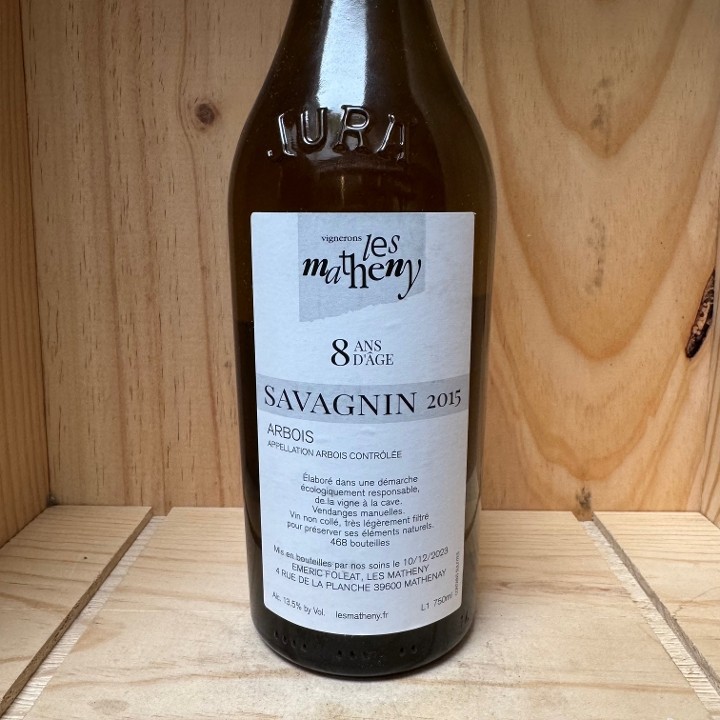 JURA
vignerons les
matheny
8 ANS
D'ÂGE
SAVAGNIN 2015
ARBOIS
APPELLATION ARBOIS CONTRÔLÉE
Élaboré dans une démarche
écologiquement responsable,
de la vigne à la cave.
Vendanges manuelles.
Vin non collé, très légèrement filtré
pour préserver ses éléments naturels.
468 bouteilles
Mis en bouteilles par nos soins le 10/12/2023
EMERIC FOLÉAT, LES MATHENY
4 RUE DE LA PLANCHE 39600 MATHENAY
Alc. 13.5% by Vol. lesmatheny.fr L1 750ml